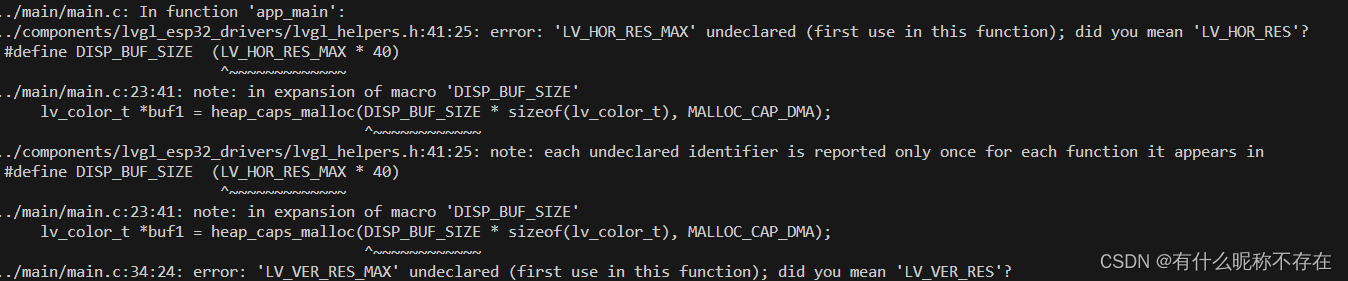 ../main/main.c: In function 'app_main':
../components/lvgl_esp32_drivers/lvgl_helpers.h:41:25: error: 'LV_HOR_RES_MAX' undeclared (first use in this function); did you mean 'LV_HOR_RES'?
#define DISP_BUF_SIZE  (LV_HOR_RES_MAX * 40)
^~~~~~~~~~~~~~
../main/main.c:23:41: note: in expansion of macro 'DISP_BUF_SIZE'
lv_color_t *buf1 = heap_caps_malloc(DISP_BUF_SIZE * sizeof(lv_color_t), MALLOC_CAP_DMA);
^~~~~~~~~~~~~
../components/lvgl_esp32_drivers/lvgl_helpers.h:41:25: note: each undeclared identifier is reported only once for each function it appears in
#define DISP_BUF_SIZE  (LV_HOR_RES_MAX * 40)
^~~~~~~~~~~~~~
../main/main.c:23:41: note: in expansion of macro 'DISP_BUF_SIZE'
lv_color_t *buf1 = heap_caps_malloc(DISP_BUF_SIZE * sizeof(lv_color_t), MALLOC_CAP_DMA);
^~~~~~~~~~~~~
../main/main.c:34:24: error: 'LV_VER_RES_MAX' undeclared (first use in this function); did you mean 'LV_VER_RES'?
CSDN @有什么昵称不存在